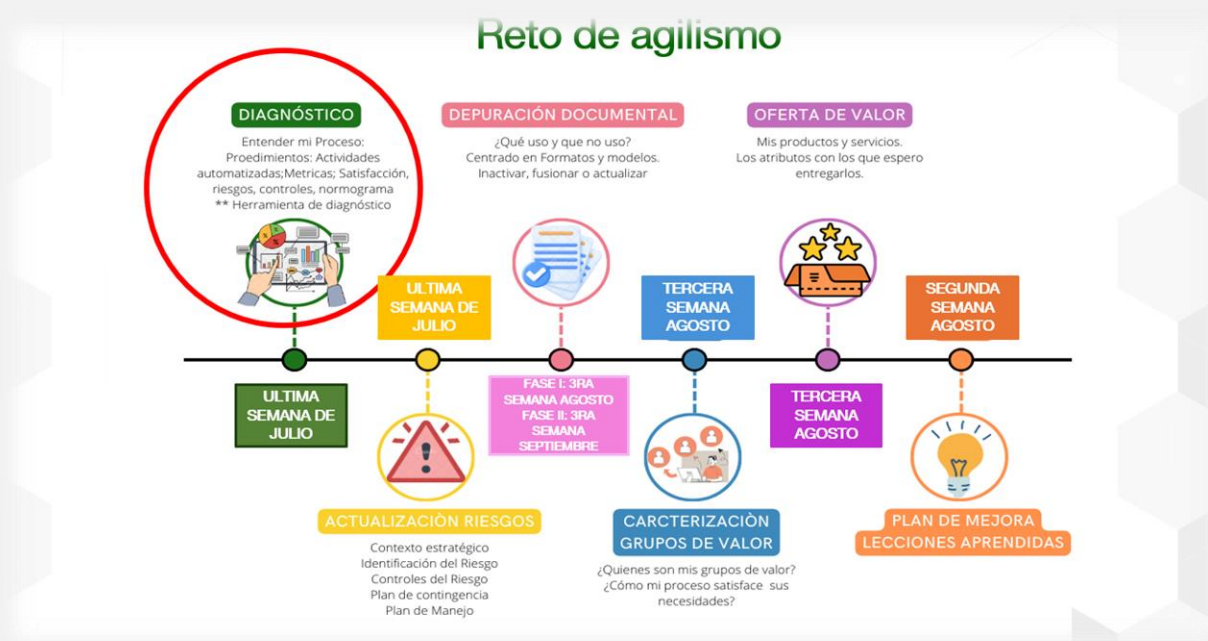 Reto de agilismo
DIAGNÓSTICO
Entender mi Proceso:
Proedimientos: Actividades
automatizadas;Metricas; Satisfacción,
riesgos, controles, normograma
** Herramienta de diagnóstico
DEPURACIÓN DOCUMENTAL
¿Qué uso y que no uso?
Centrado en Formatos y modelos.
Inactivar, fusionar o actualizar
OFERTA DE VALOR
Mis productos y servicios.
Los atributos con los que espero
entregarlos.
ULTIMA
SEMANA DE
JULIO
TERCERA
SEMANA
AGOSTO
SEGUNDA
SEMANA
AGOSTO
ULTIMA
SEMANA DE
JULIO
FASE I: 3RA
SEMANA AGOSTO
FASE II: 3RA
SEMANA
SEPTIEMBRE
TERCERA
SEMANA
AGOSTO
ACTUALIZACIÒN RIESGOS
Contexto estratégico
Identificación del Riesgo
Controles del Riesgo
Plan de contingencia
Plan de Manejo
CARCTERIZACIÒN
GRUPOS DE VALOR
¿Quienes son mis grupos de valor?
¿Cómo mi proceso satisface sus
necesidades?
PLAN DE MEJORA
LECCIONES APRENDIDAS